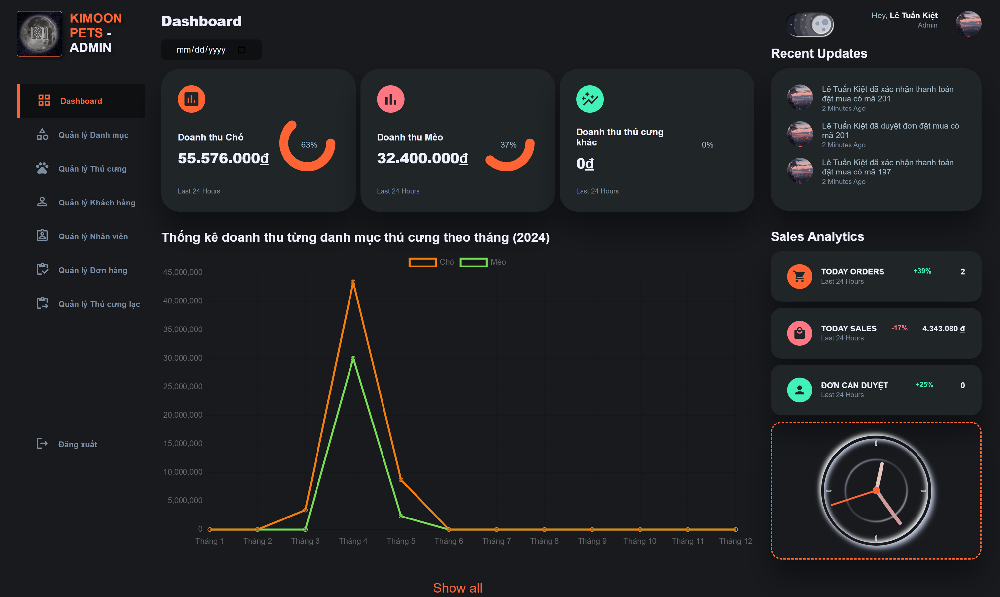 KI
KIMOON
PETS -
ADMIN
Dashboard
Quản lý Danh mục
Quản lý Thú cưng
Quản lý Khách hàng
Quản lý Nhân viên
Quản lý Đơn hàng
Quản lý Thú cưng lạc
Đăng xuất
Dashboard
mm/dd/yyyy
Doanh thu Chó
55.576.000₫
63%
Last 24 Hours
Doanh thu Mèo
32.400.000₫
37%
Last 24 Hours
Doanh thu thú cưng
khác
0₫
0%
Last 24 Hours
Thống kê doanh thu từng danh mục thú cưng theo tháng (2024)
Chó
Mèo
45,000,000
40,000,000
35,000,000
30,000,000
25,000,000
20,000,000
15,000,000
10,000,000
5,000,000
0
Tháng 1
Tháng 2
Tháng 3
Tháng 4
Tháng 5
Tháng 6
Tháng 7
Tháng 8
Tháng 9
Tháng 10
Tháng 11
Tháng 12
Show all
Hey, Lê Tuấn Kiệt
Admin
Recent Updates
Lê Tuấn Kiệt đã xác nhận thanh toán
đặt mua có mã 201
2 Minutes Ago
Lê Tuấn Kiệt đã duyệt đơn đặt mua có
mã 201
2 Minutes Ago
Lê Tuấn Kiệt đã xác nhận thanh toán
đặt mua có mã 197
2 Minutes Ago
Sales Analytics
TODAY ORDERS
Last 24 Hours
+39%
2
TODAY SALES
Last 24 Hours
-17%
4.343.080 ₫
ĐƠN CẦN DUYỆT
Last 24 Hours
+25%
0